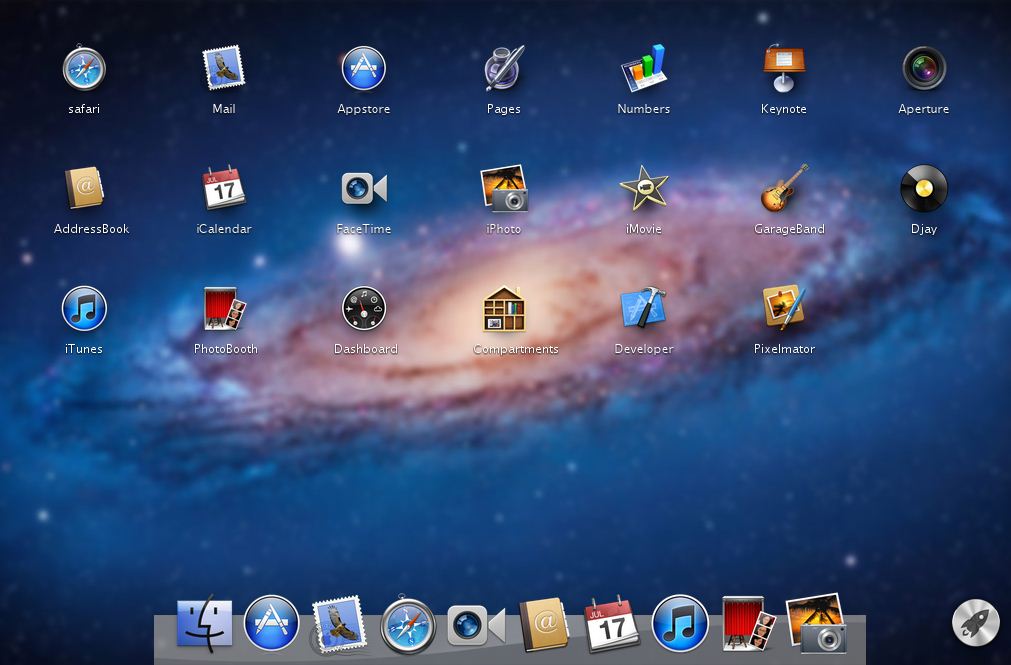 safari Mail Appstore Pages Numbers Keynote Aperture
JUL
17
AddressBook iCalendar FaceTime iPhoto iMovie GarageBand Djay
iTunes PhotoBooth Dashboard Compartments Developer Pixelmator
JUL
17